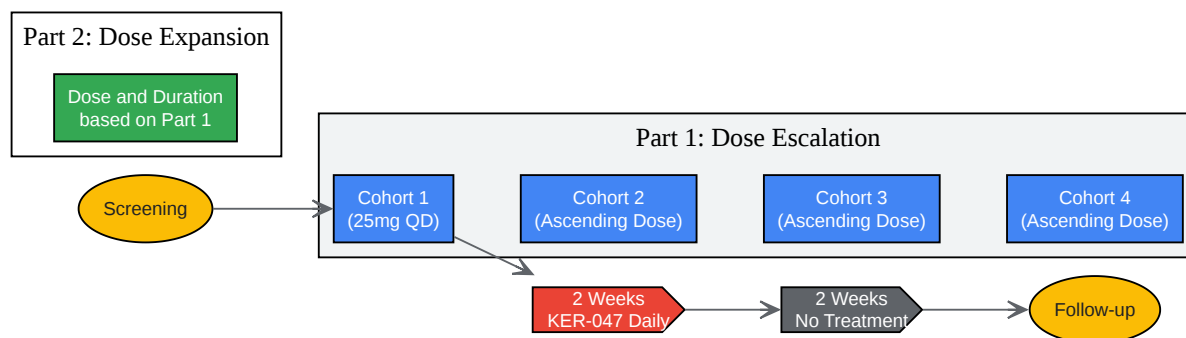 Part 2: Dose Expansion
Dose and Duration
based on Part 1
Part 1: Dose Escalation
Screening
Cohort 1
(25mg QD)
Cohort 2
(Ascending Dose)
Cohort 3
(Ascending Dose)
Cohort 4
(Ascending Dose)
2 Weeks
KER-047 Daily
2 Weeks
No Treatment
Follow-up